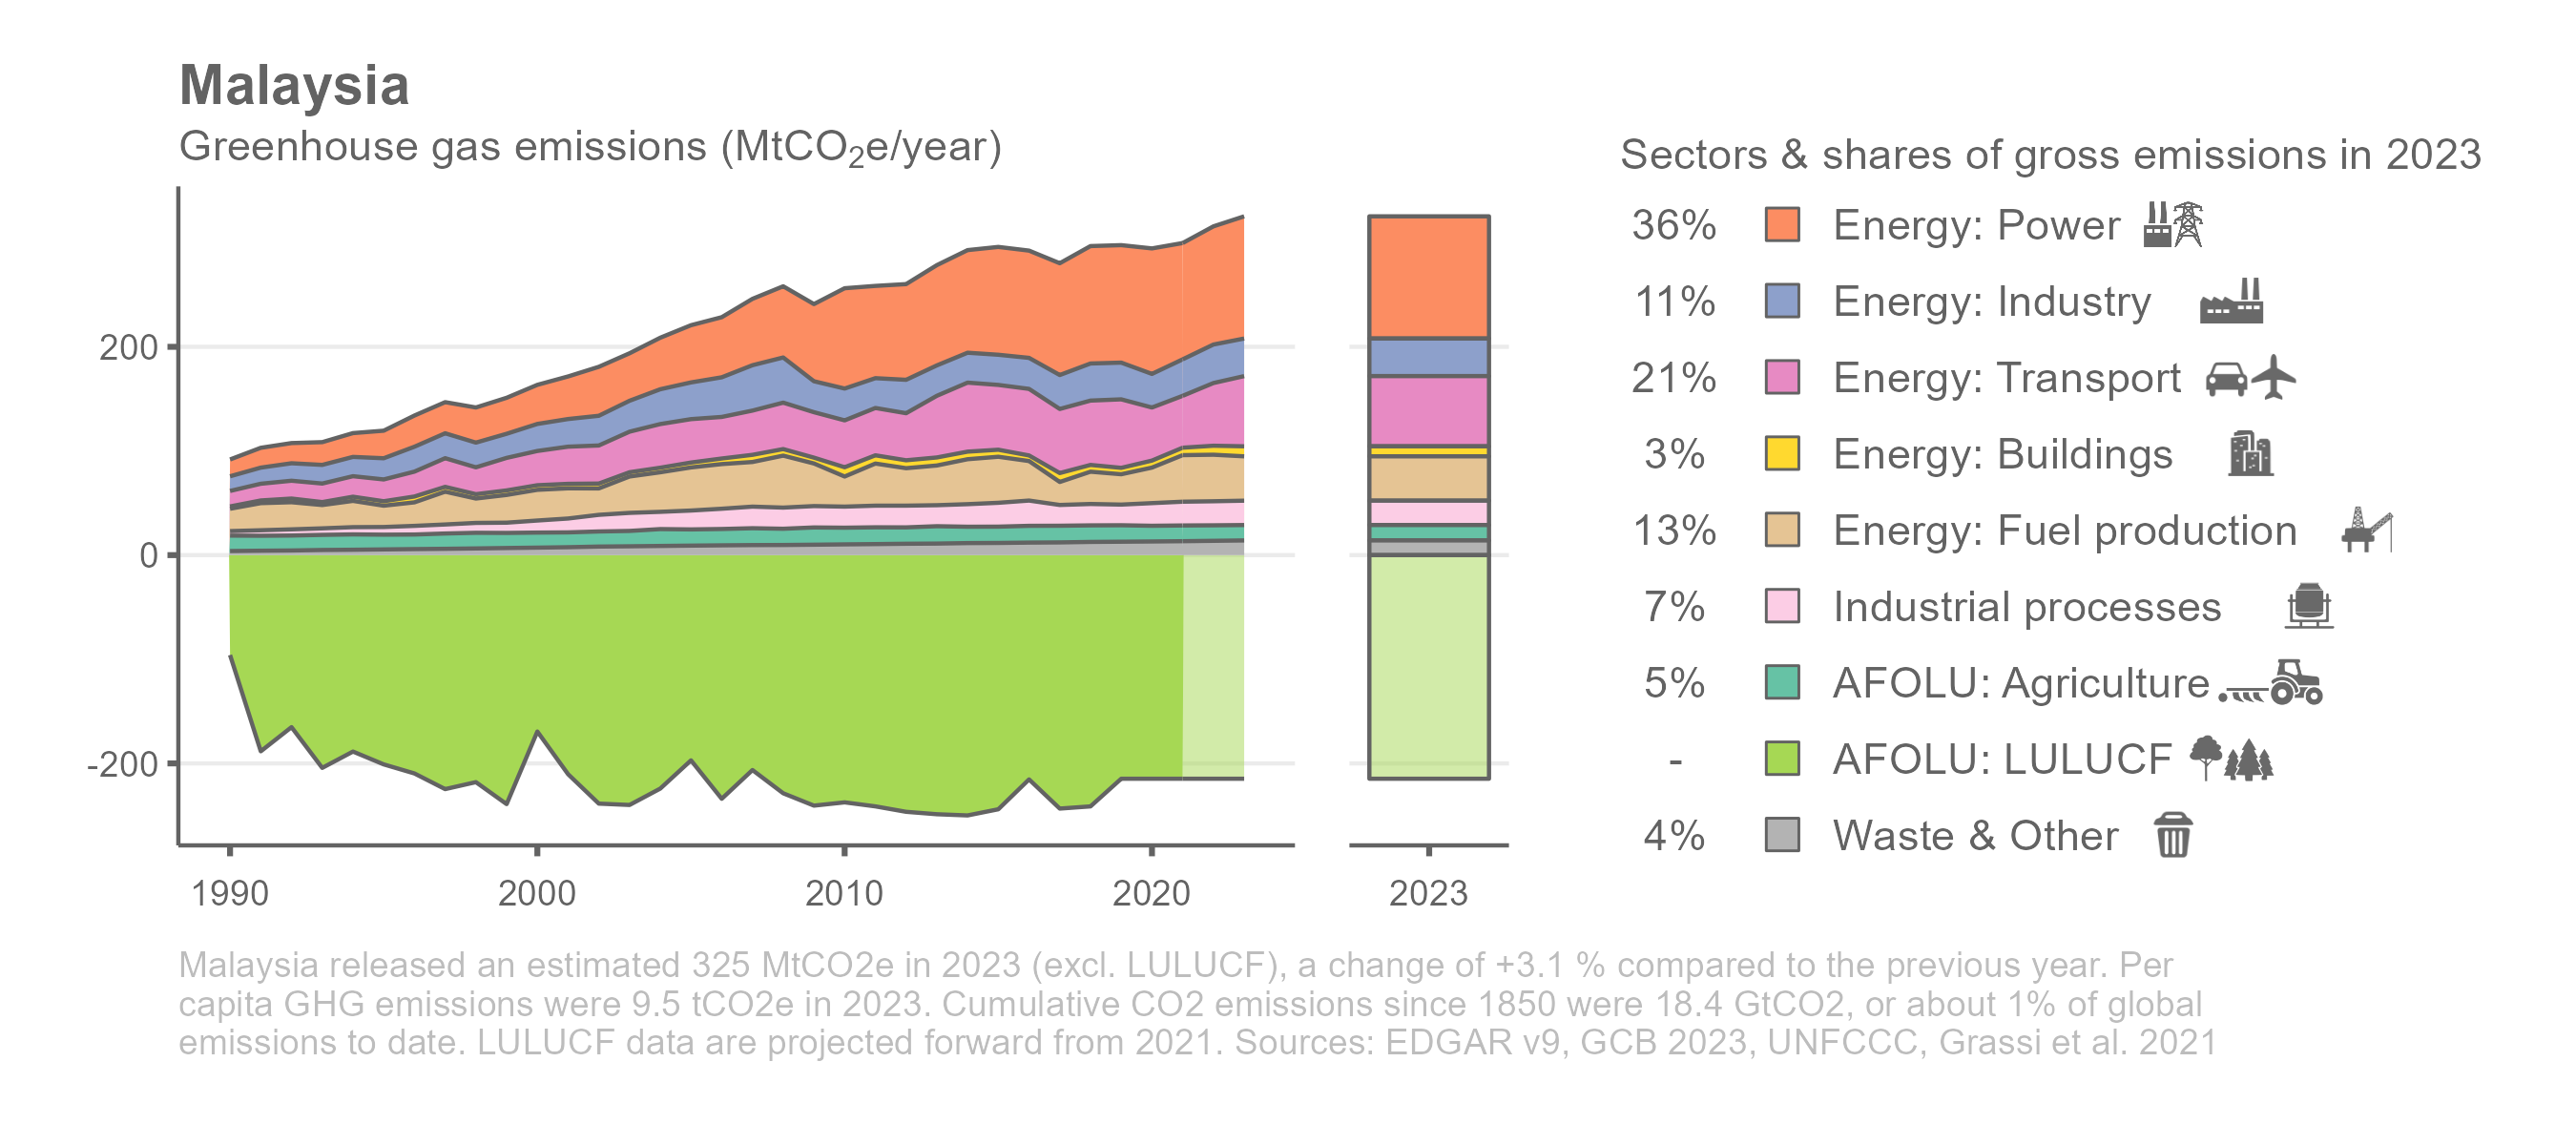 Malaysia
Greenhouse gas emissions (MtCO₂e/year)
200
0
-200
1990
2000
2010
2020
2023
Sectors & shares of gross emissions in 2023
36% Energy: Power
11% Energy: Industry
21% Energy: Transport
3% Energy: Buildings
13% Energy: Fuel production
7% Industrial processes
5% AFOLU: Agriculture
- AFOLU: LULUCF
4% Waste & Other
Malaysia released an estimated 325 MtCO2e in 2023 (excl. LULUCF), a change of +3.1 % compared to the previous year. Per
capita GHG emissions were 9.5 tCO2e in 2023. Cumulative CO2 emissions since 1850 were 18.4 GtCO2, or about 1% of global
emissions to date. LULUCF data are projected forward from 2021. Sources: EDGAR v9, GCB 2023, UNFCCC, Grassi et al. 2021